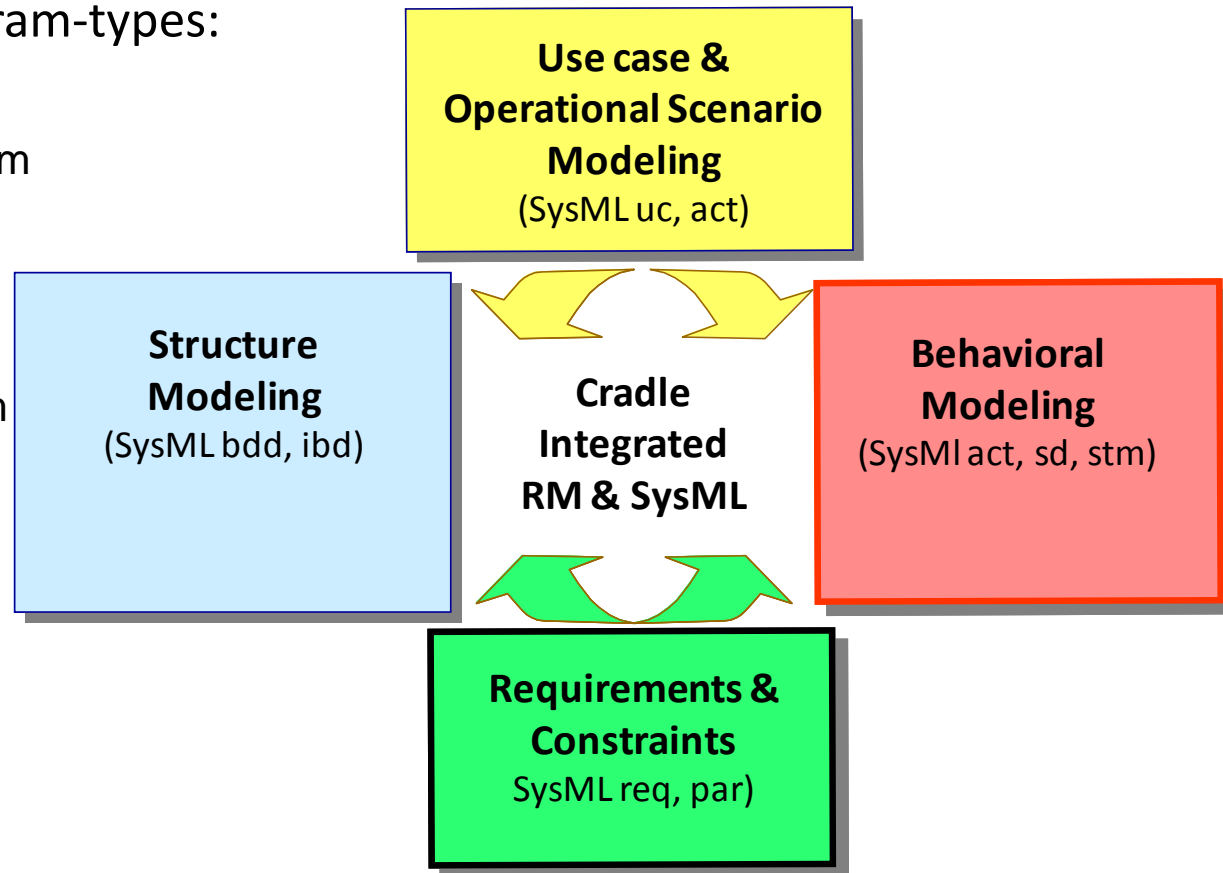 ram-types:
m
n
Use case &
Operational Scenario
Modeling
(SysML uc, act)
Structure
Modeling
(SysML bdd, ibd)
Cradle
Integrated
RM & SysML
Behavioral
Modeling
(SysMl act, sd, stm)
Requirements &
Constraints
SysML req, par)